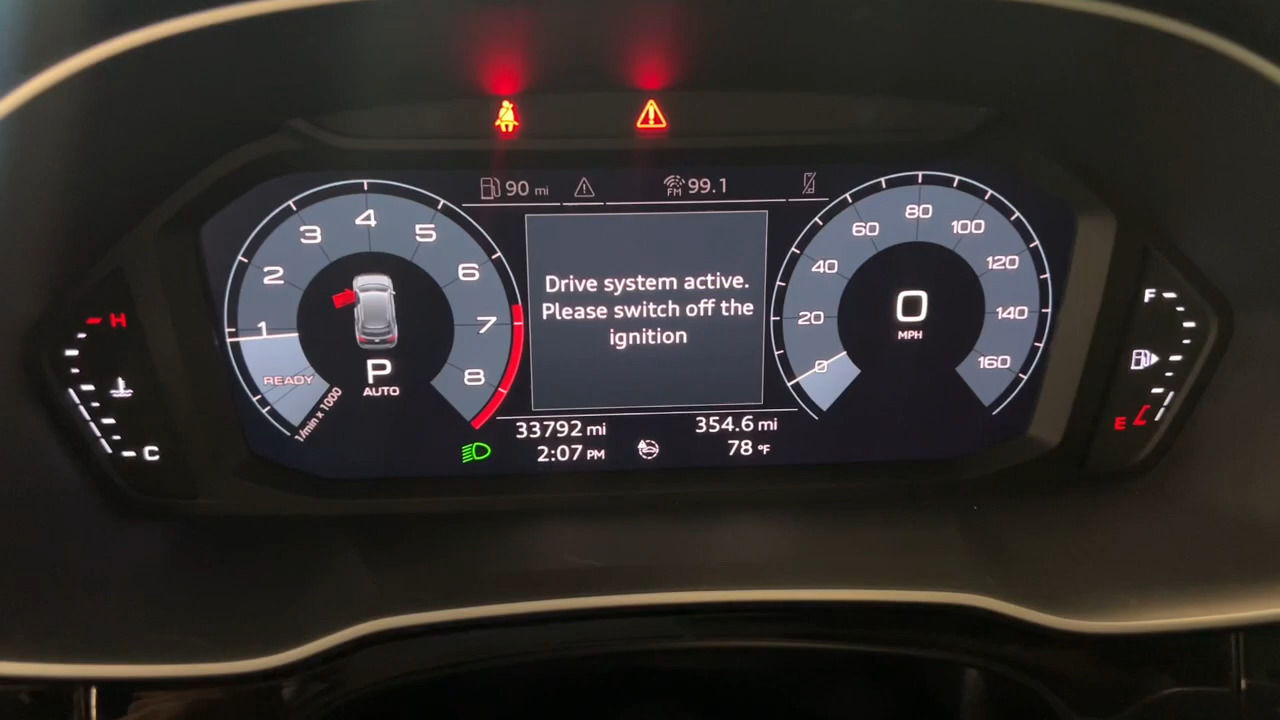 90 mi
FM 99.1
1
2
3
4
5
6
7
8
READY
1/min x 1000
P
AUTO
Drive system active.
Please switch off the
ignition
0
20
40
60
80
100
120
140
160
0
MPH
H
C
F
E
33792 mi
354.6 mi
2:07 PM
78 °F